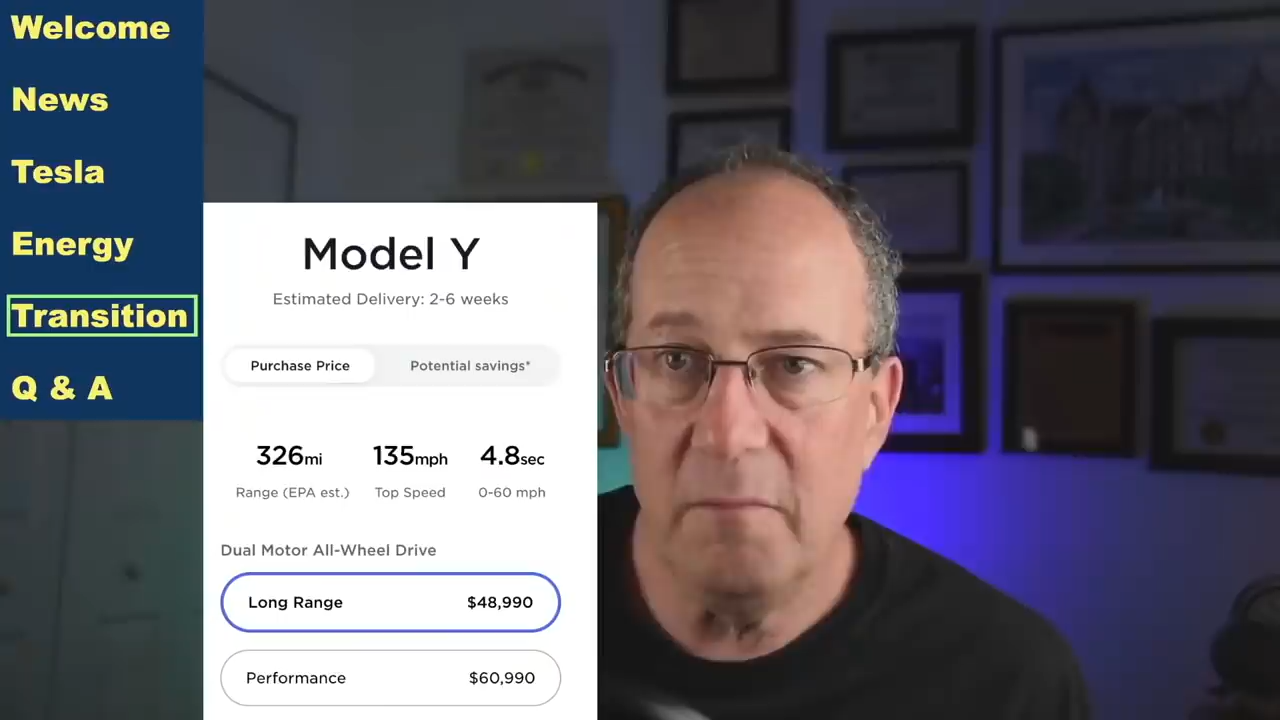 Welcome
News
Tesla
Energy
Transition
Q & A
Model Y
Estimated Delivery: 2-6 weeks
Purchase Price Potential savings*
326mi 135mph 4.8sec
Range (EPA est.) Top Speed 0-60 mph
Dual Motor All-Wheel Drive
Long Range $48,990
Performance $60,990